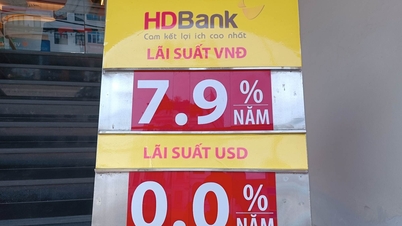 HDBank
Cam kết lợi ích cao nhất
LÃI SUẤT VNĐ
7.9 % NĂM
LÃI SUẤT USD
0.0 % NĂM